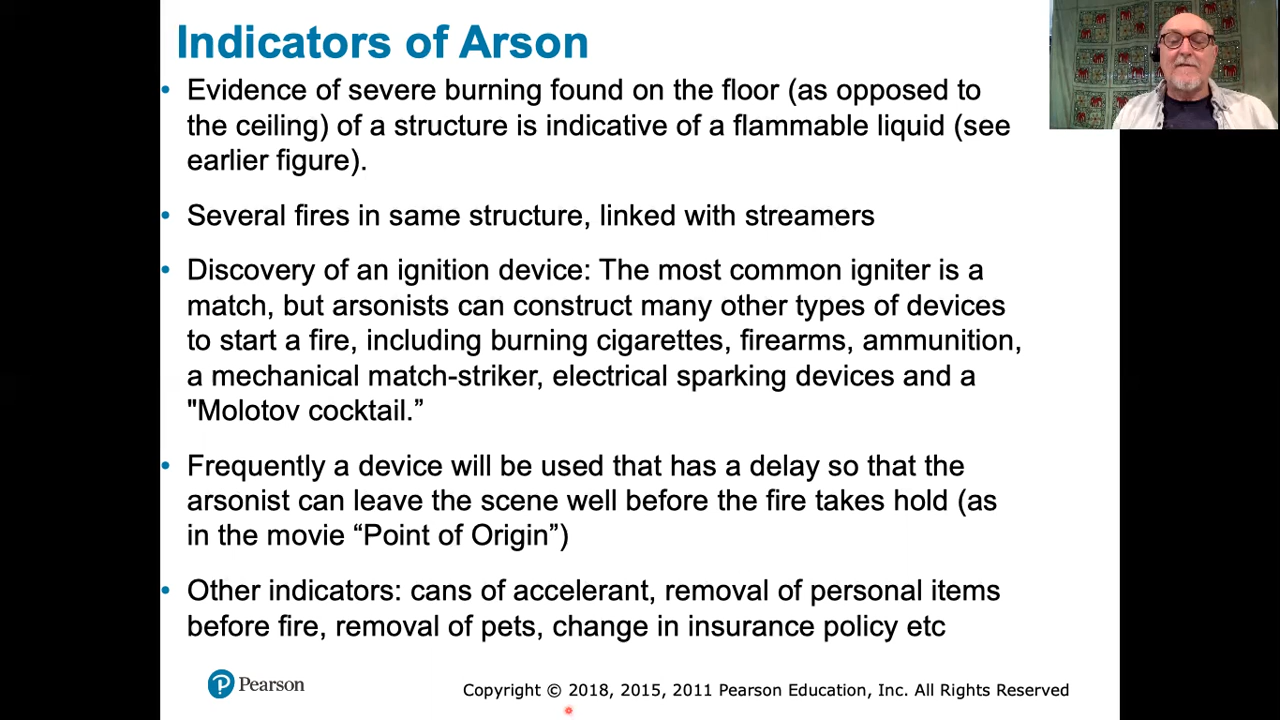 Indicators of Arson
• Evidence of severe burning found on the floor (as opposed to
the ceiling) of a structure is indicative of a flammable liquid (see
earlier figure).
• Several fires in same structure, linked with streamers
• Discovery of an ignition device: The most common igniter is a
match, but arsonists can construct many other types of devices
to start a fire, including burning cigarettes, firearms, ammunition,
a mechanical match-striker, electrical sparking devices and a
"Molotov cocktail.”
• Frequently a device will be used that has a delay so that the
arsonist can leave the scene well before the fire takes hold (as
in the movie “Point of Origin”)
• Other indicators: cans of accelerant, removal of personal items
before fire, removal of pets, change in insurance policy etc
Pearson
Copyright © 2018, 2015, 2011 Pearson Education, Inc. All Rights Reserved